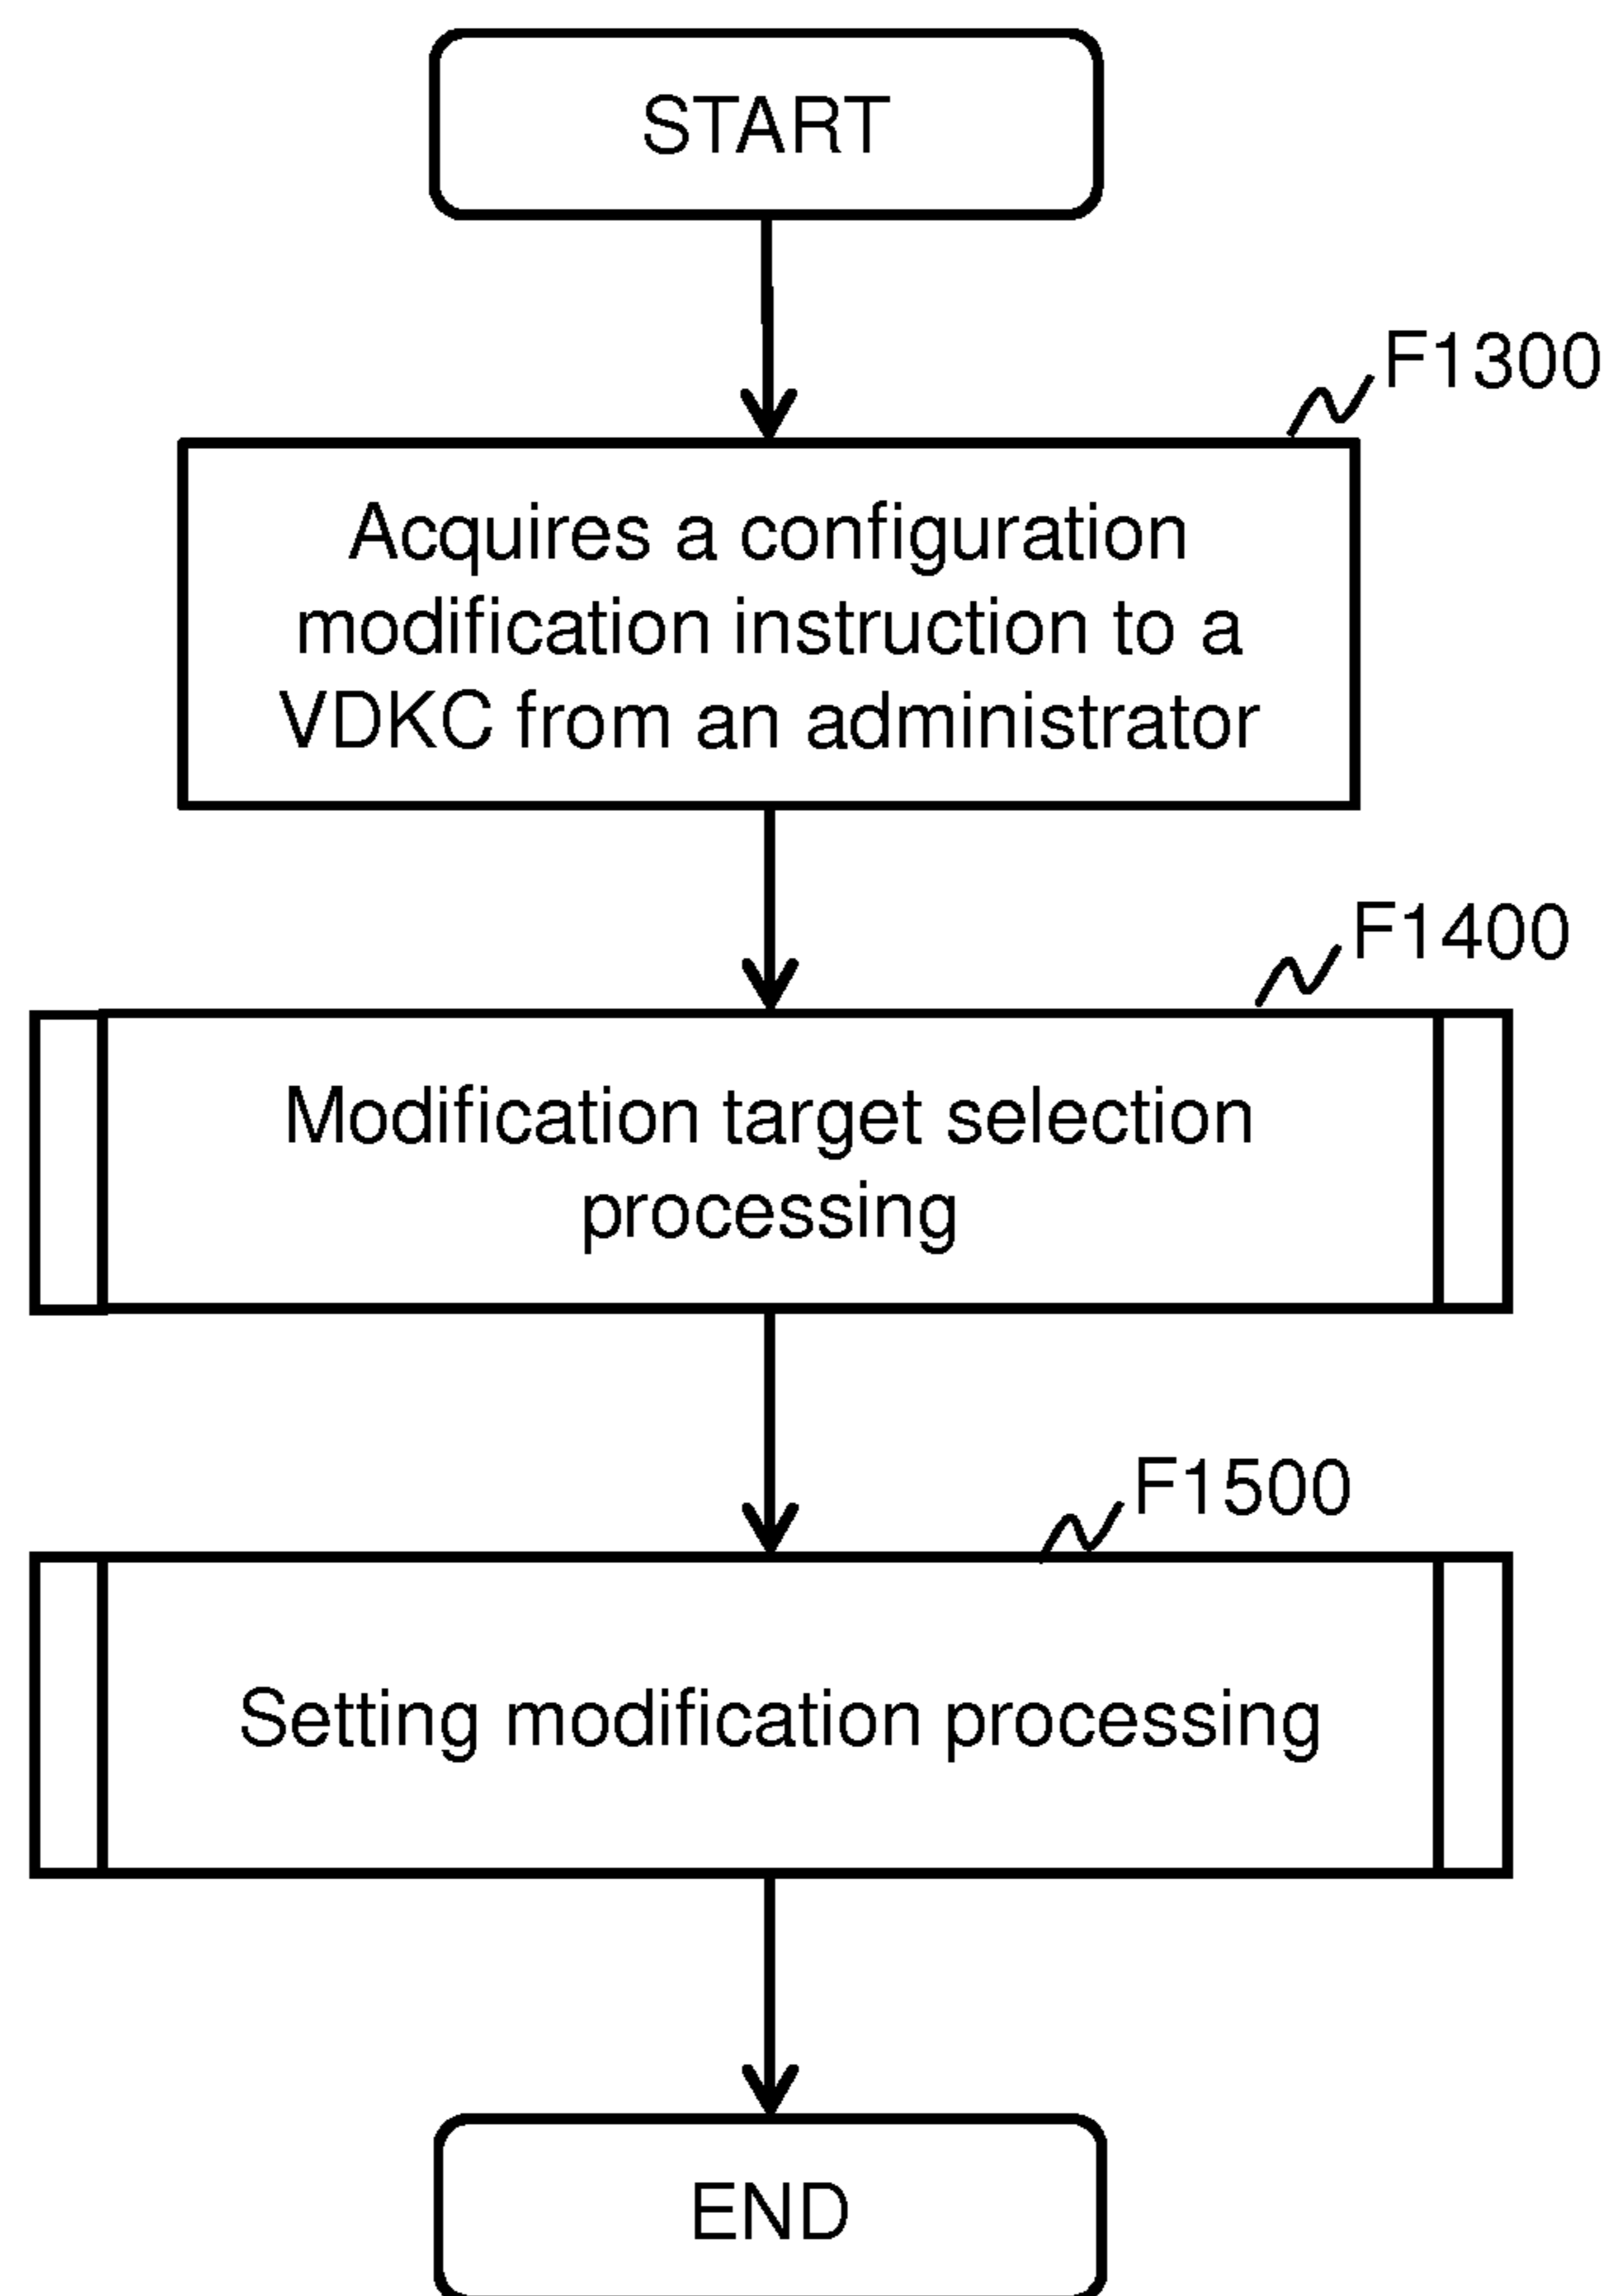 START
F1300
Acquires a configuration
modification instruction to a
VDKC from an administrator
F1400
Modification target selection
processing
F1500
Setting modification processing
END